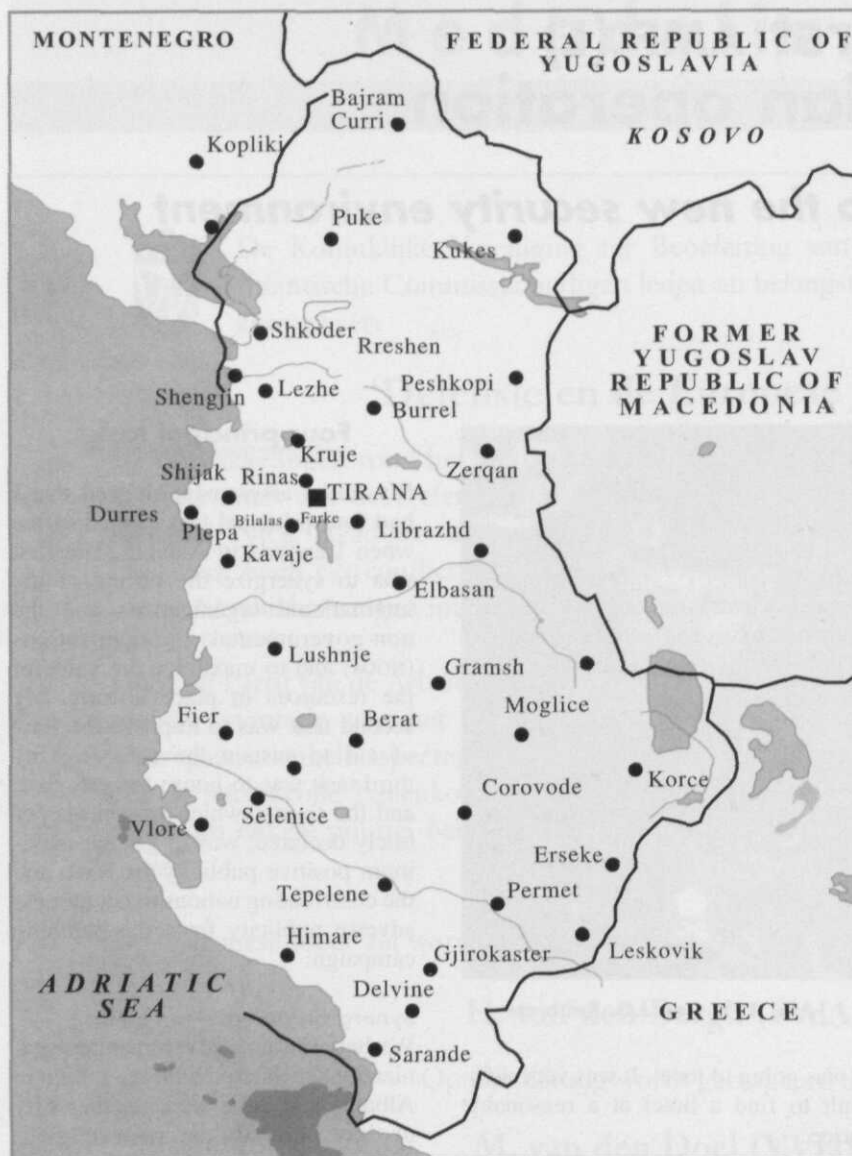 MONTENEGRO
FEDERAL REPUBLIC OF
YUGOSLAVIA
KOSOVO
Bajram
Curri
Kopliki
Puke
Kukes
Shkoder
Rreshen
FORMER
YUGOSLAV
REPUBLIC OF
MACEDONIA
Shengjin
Lezhe
Peshkopi
Burrel
Kruje
Zerqan
Shijak
Rinas
TIRANA
Durres
Plepa
Bilalas
Farke
Librazhd
Kavaje
Elbasan
Lushnje
Gramsh
Fier
Berat
Moglice
Korce
Vlore
Selenice
Corovode
Erseke
Tepelene
Permet
Himare
Gjirokaster
Leskovik
ADRIATIC
SEA
Delvine
GREECE
Sarande